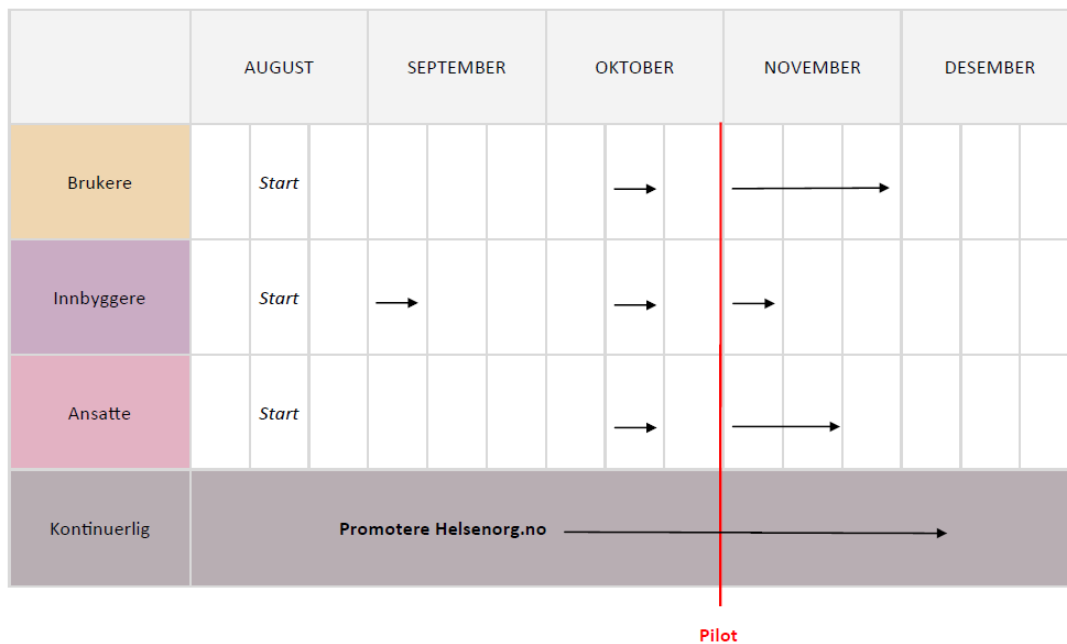 AUGUST SEPTEMBER OKTOBER NOVEMBER DESEMBER
Brukere Start
Innbyggere Start
Ansatte Start
Kontinuerlig Promotere Helsenorg.no
Pilot